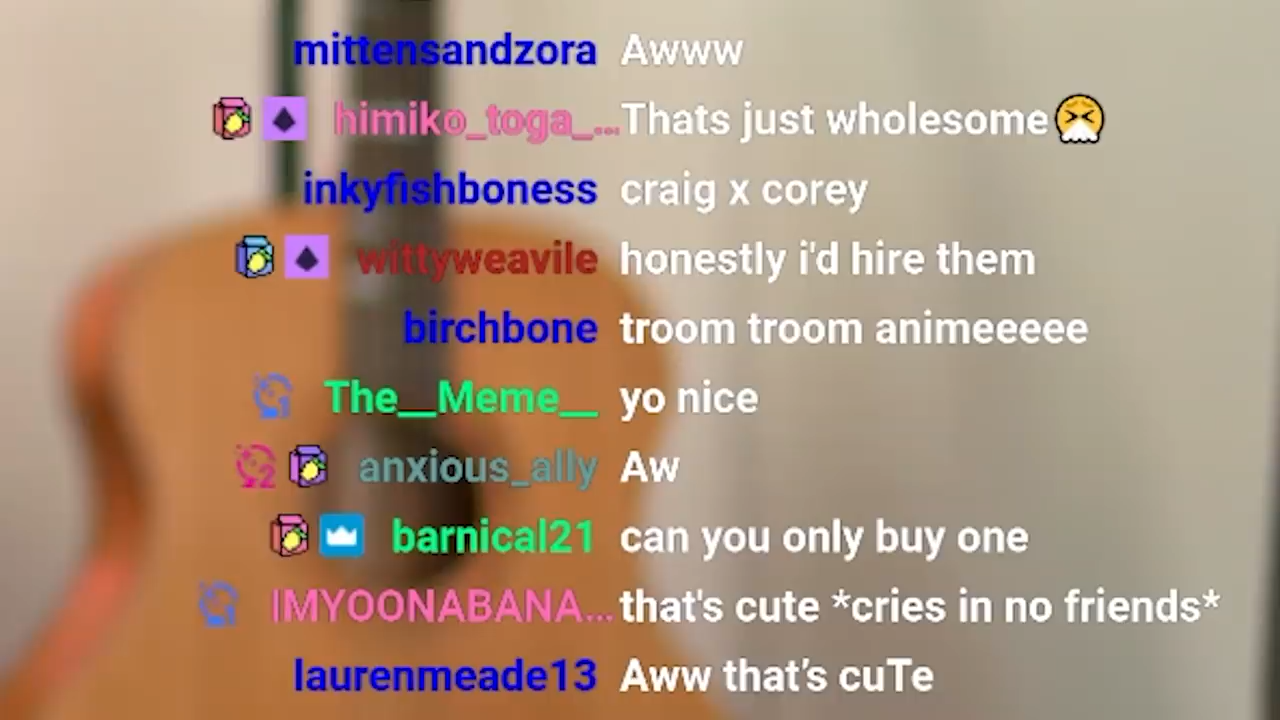 mittensandzora Awww
himiko_toga_... Thats just wholesome
inkyfishboness craig x corey
wittyweavile honestly i'd hire them
birchbone troom troom animeeeee
The__Meme__ yo nice
anxious_ally Aw
barnical21 can you only buy one
IMYOONABANA... that's cute *cries in no friends*
laurenmeade13 Aww that’s cuTe